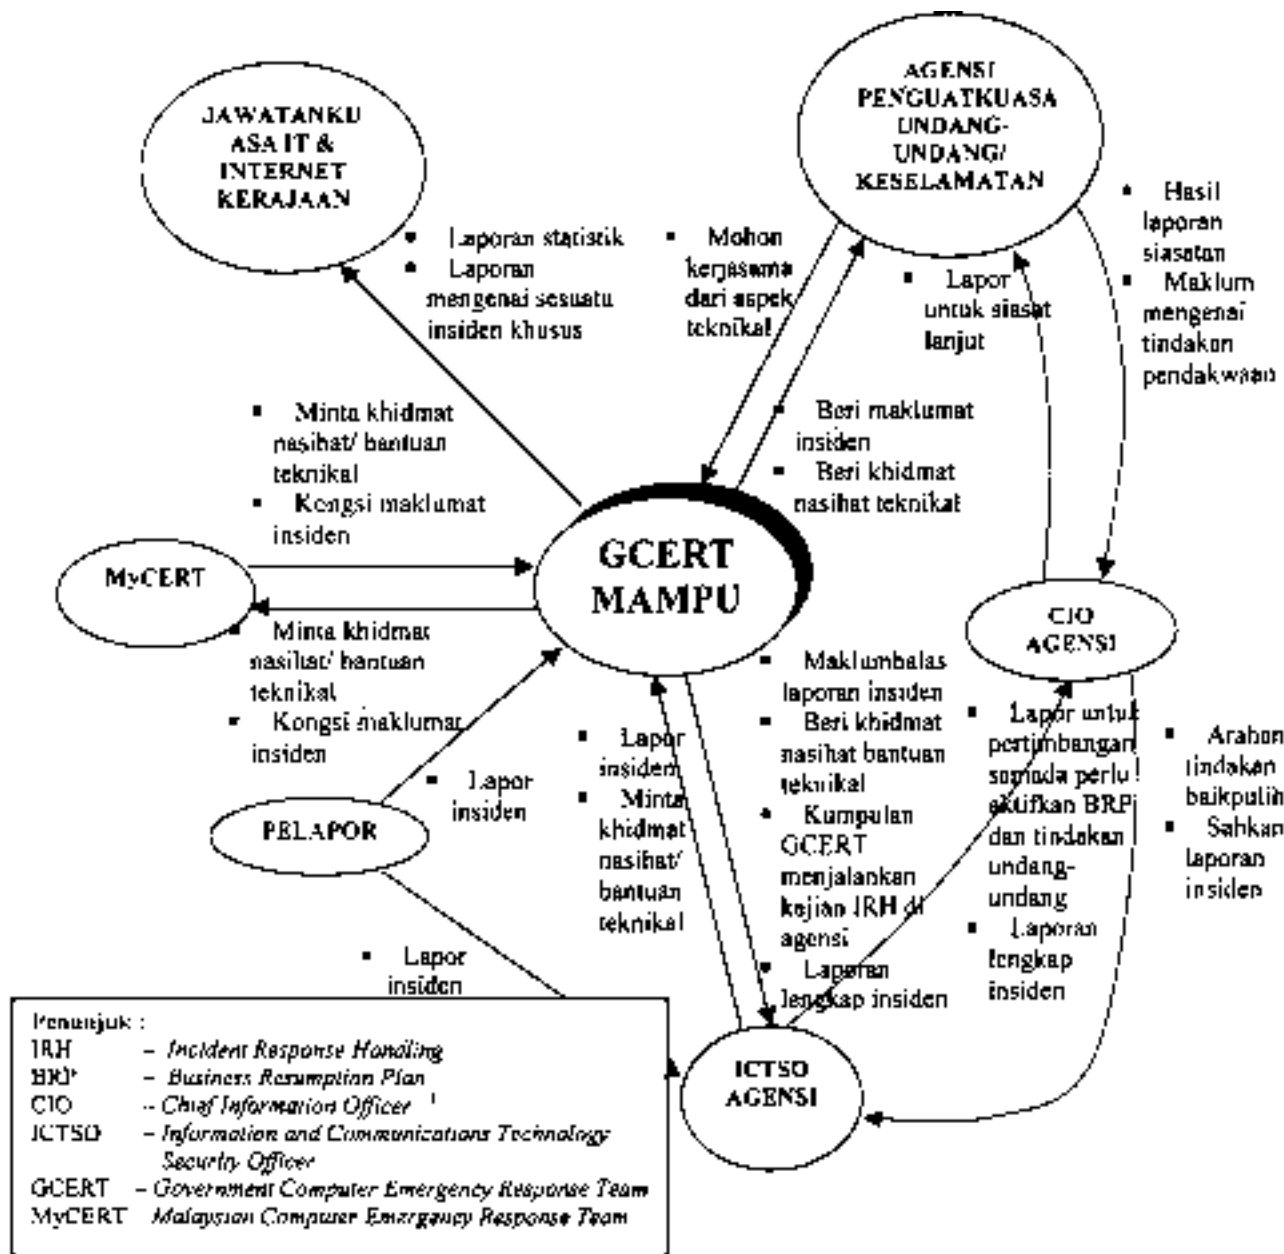 JAWATANKU
ASA IT &
INTERNET
KERAJAAN
AGENSI
PENGUATKUASA
UNDANG-
UNDANG/
KESELAMATAN
• Laporan statistik
• Laporan
mengenai sesuatu
insiden khusus
▪ Mohon
kerjasama
dari aspek
teknikal
▪ Lapor
untuk siasat
lanjut
▪ Hasil
laporan
siasatan
▪ Maklum
mengenai
tindakan
pendakwaan
▪ Minta khidmat
nasihat/ bantuan
teknikal
▪ Kongsi maklumat
insiden
▪ Beri maklumat
insiden
▪ Beri khidmat
nasihat teknikal
MyCERT
GCERT
MAMPU
CIO
AGENSI
▪ Minta khidmat
nasihat/ bantuan
teknikal
▪ Kongsi maklumat
insiden
▪ Lapor
insiden
PELAPOR
▪ Lapor
insiden
▪ Minta
khidmat
nasihat/
bantuan
teknikal
▪ Maklumbalas
laporan insiden
▪ Beri khidmat
nasihat bantuan
teknikal
• Kumpulan
GCERT
menjalankan
kajian IRH di
agensi
• Laporan
lengkap insiden
▪ Lapor untuk
pertimbangan
samada perlu
aktifkan BRP
dan tindakan
undang-
undang
▪ Laporan
lengkap
insiden
▪ Arahan
tindakan
baikpulih
▪ Sahkan
laporan
insiden
▪ Lapor
insiden
ICTSO
AGENSI
Penunjuk :
IRH – Incident Response Handling
BRP – Business Resumption Plan
CIO – Chief Information Officer
ICTSO – Information and Communications Technology
Security Officer
GCERT – Government Computer Emergency Response Team
MyCERT – Malaysian Computer Emergency Response Team